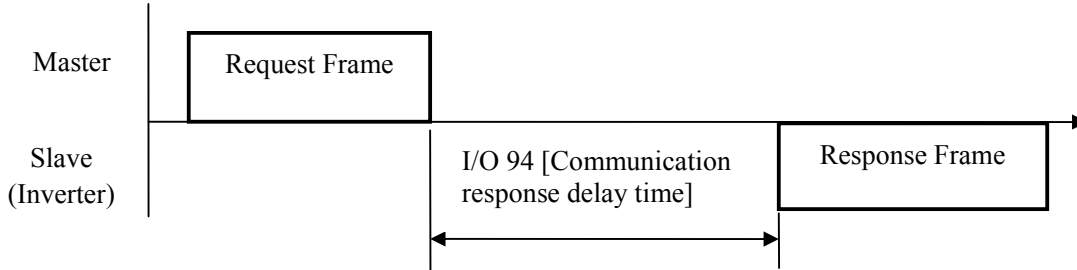 Master
Request Frame
Slave
(Inverter)
I/O 94 [Communication
response delay time]
Response Frame